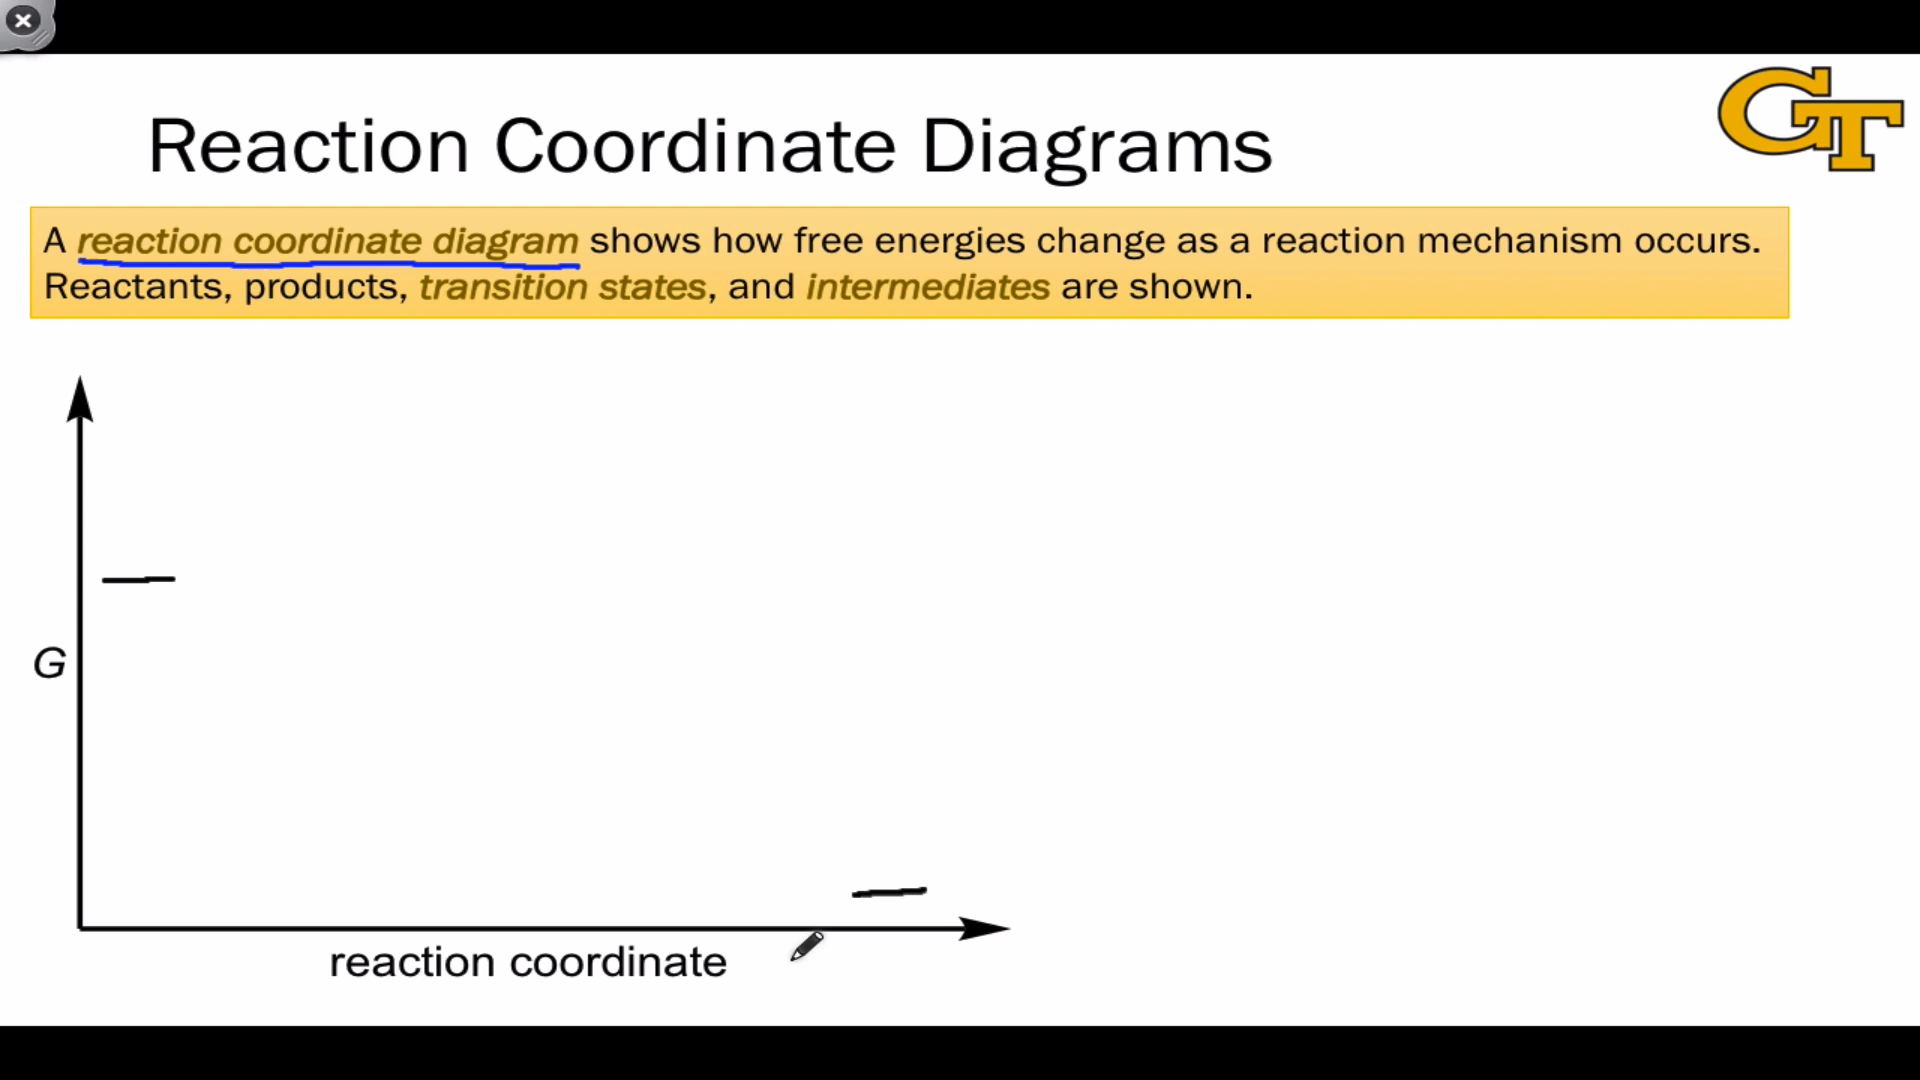 GT
Reaction Coordinate Diagrams
A reaction coordinate diagram shows how free energies change as a reaction mechanism occurs.
Reactants, products, transition states, and intermediates are shown.
G
reaction coordinate